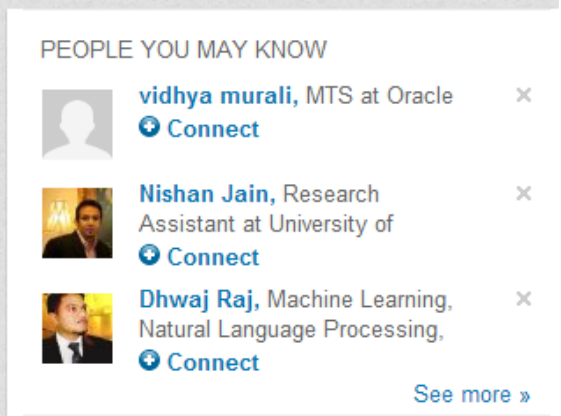 PEOPLE YOU MAY KNOW
vidhya murali, MTS at Oracle
Connect
Nishan Jain, Research
Assistant at University of
Connect
Dhwaj Raj, Machine Learning,
Natural Language Processing,
Connect
See more »